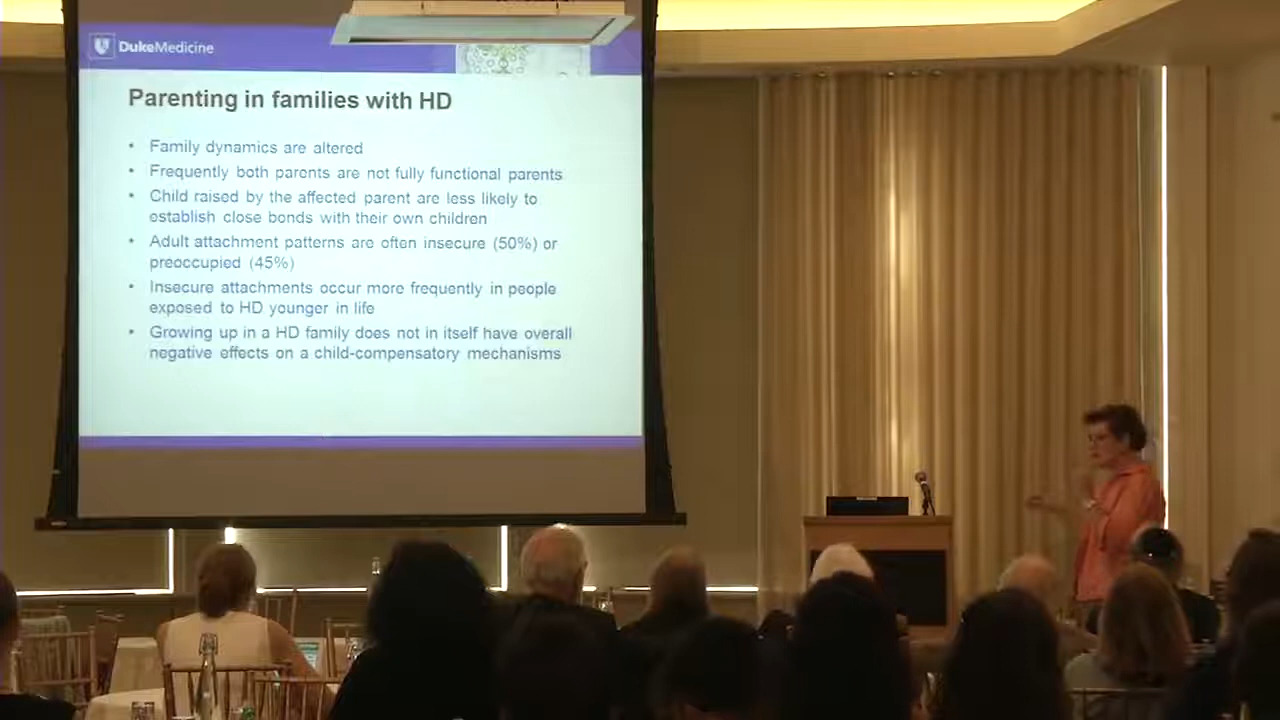 DukeMedicine
Parenting in families with HD
• Family dynamics are altered
• Frequently both parents are not fully functional parents
• Child raised by the affected parent are less likely to
establish close bonds with their own children
• Adult attachment patterns are often insecure (50%) or
preoccupied (45%)
• Insecure attachments occur more frequently in people
exposed to HD younger in life
• Growing up in a HD family does not in itself have overall
negative effects on a child-compensatory mechanisms